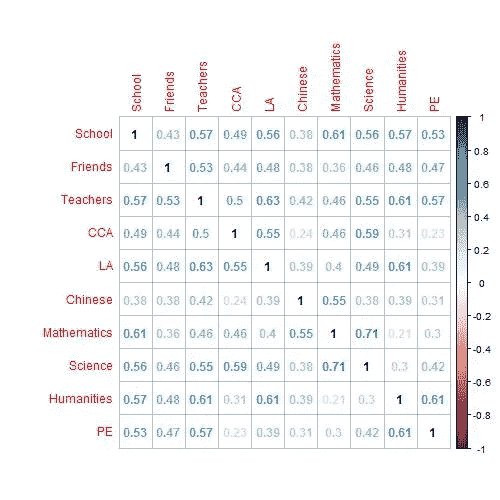 School Friends Teachers CCA LA Chinese Mathematics Science Humanities PE
School 1 0.43 0.57 0.49 0.56 0.38 0.61 0.56 0.57 0.53
Friends 0.43 1 0.53 0.44 0.48 0.38 0.36 0.46 0.48 0.47
Teachers 0.57 0.53 1 0.5 0.63 0.42 0.46 0.55 0.61 0.57
CCA 0.49 0.44 0.5 1 0.55 0.24 0.46 0.59 0.31 0.23
LA 0.56 0.48 0.63 0.55 1 0.39 0.4 0.49 0.61 0.39
Chinese 0.38 0.38 0.42 0.24 0.39 1 0.55 0.38 0.39 0.31
Mathematics 0.61 0.36 0.46 0.46 0.4 0.55 1 0.71 0.21 0.3
Science 0.56 0.46 0.55 0.59 0.49 0.38 0.71 1 0.3 0.42
Humanities 0.57 0.48 0.61 0.31 0.61 0.39 0.21 0.3 1 0.61
PE 0.53 0.47 0.57 0.23 0.39 0.31 0.3 0.42 0.61 1
1
0.8
0.6
0.4
0.2
0
-0.2
-0.4
-0.6
-0.8
-1